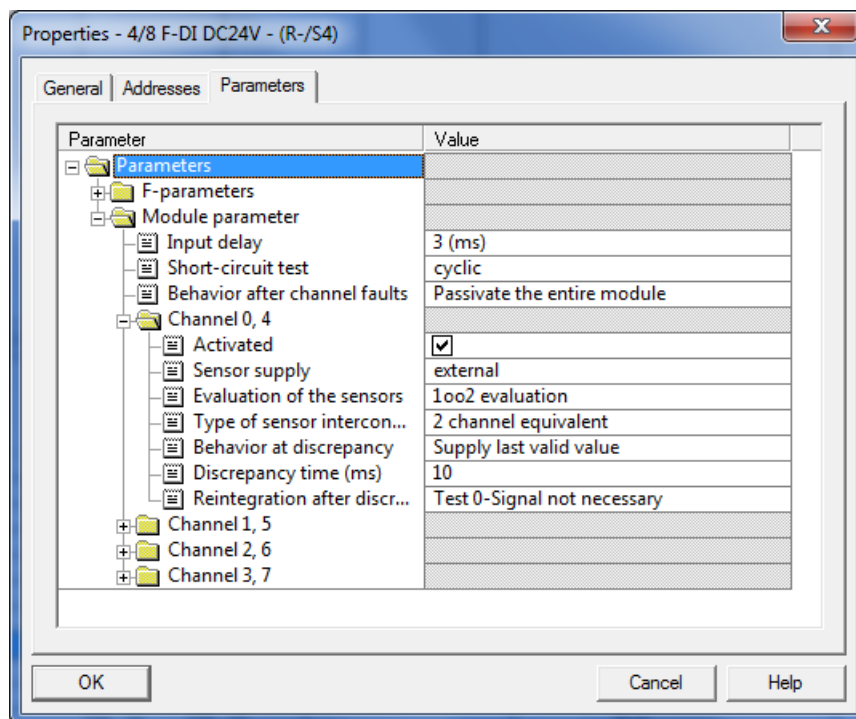 Properties - 4/8 F-DI DC24V - (R-/S4)
General Addresses Parameters
Parameter Value
Parameters
F-parameters
Module parameter
Input delay 3 (ms)
Short-circuit test cyclic
Behavior after channel faults Passivate the entire module
Channel 0, 4
Activated
Sensor supply external
Evaluation of the sensors 1oo2 evaluation
Type of sensor intercon... 2 channel equivalent
Behavior at discrepancy Supply last valid value
Discrepancy time (ms) 10
Reintegration after discr... Test 0-Signal not necessary
Channel 1, 5
Channel 2, 6
Channel 3, 7
OK Cancel Help